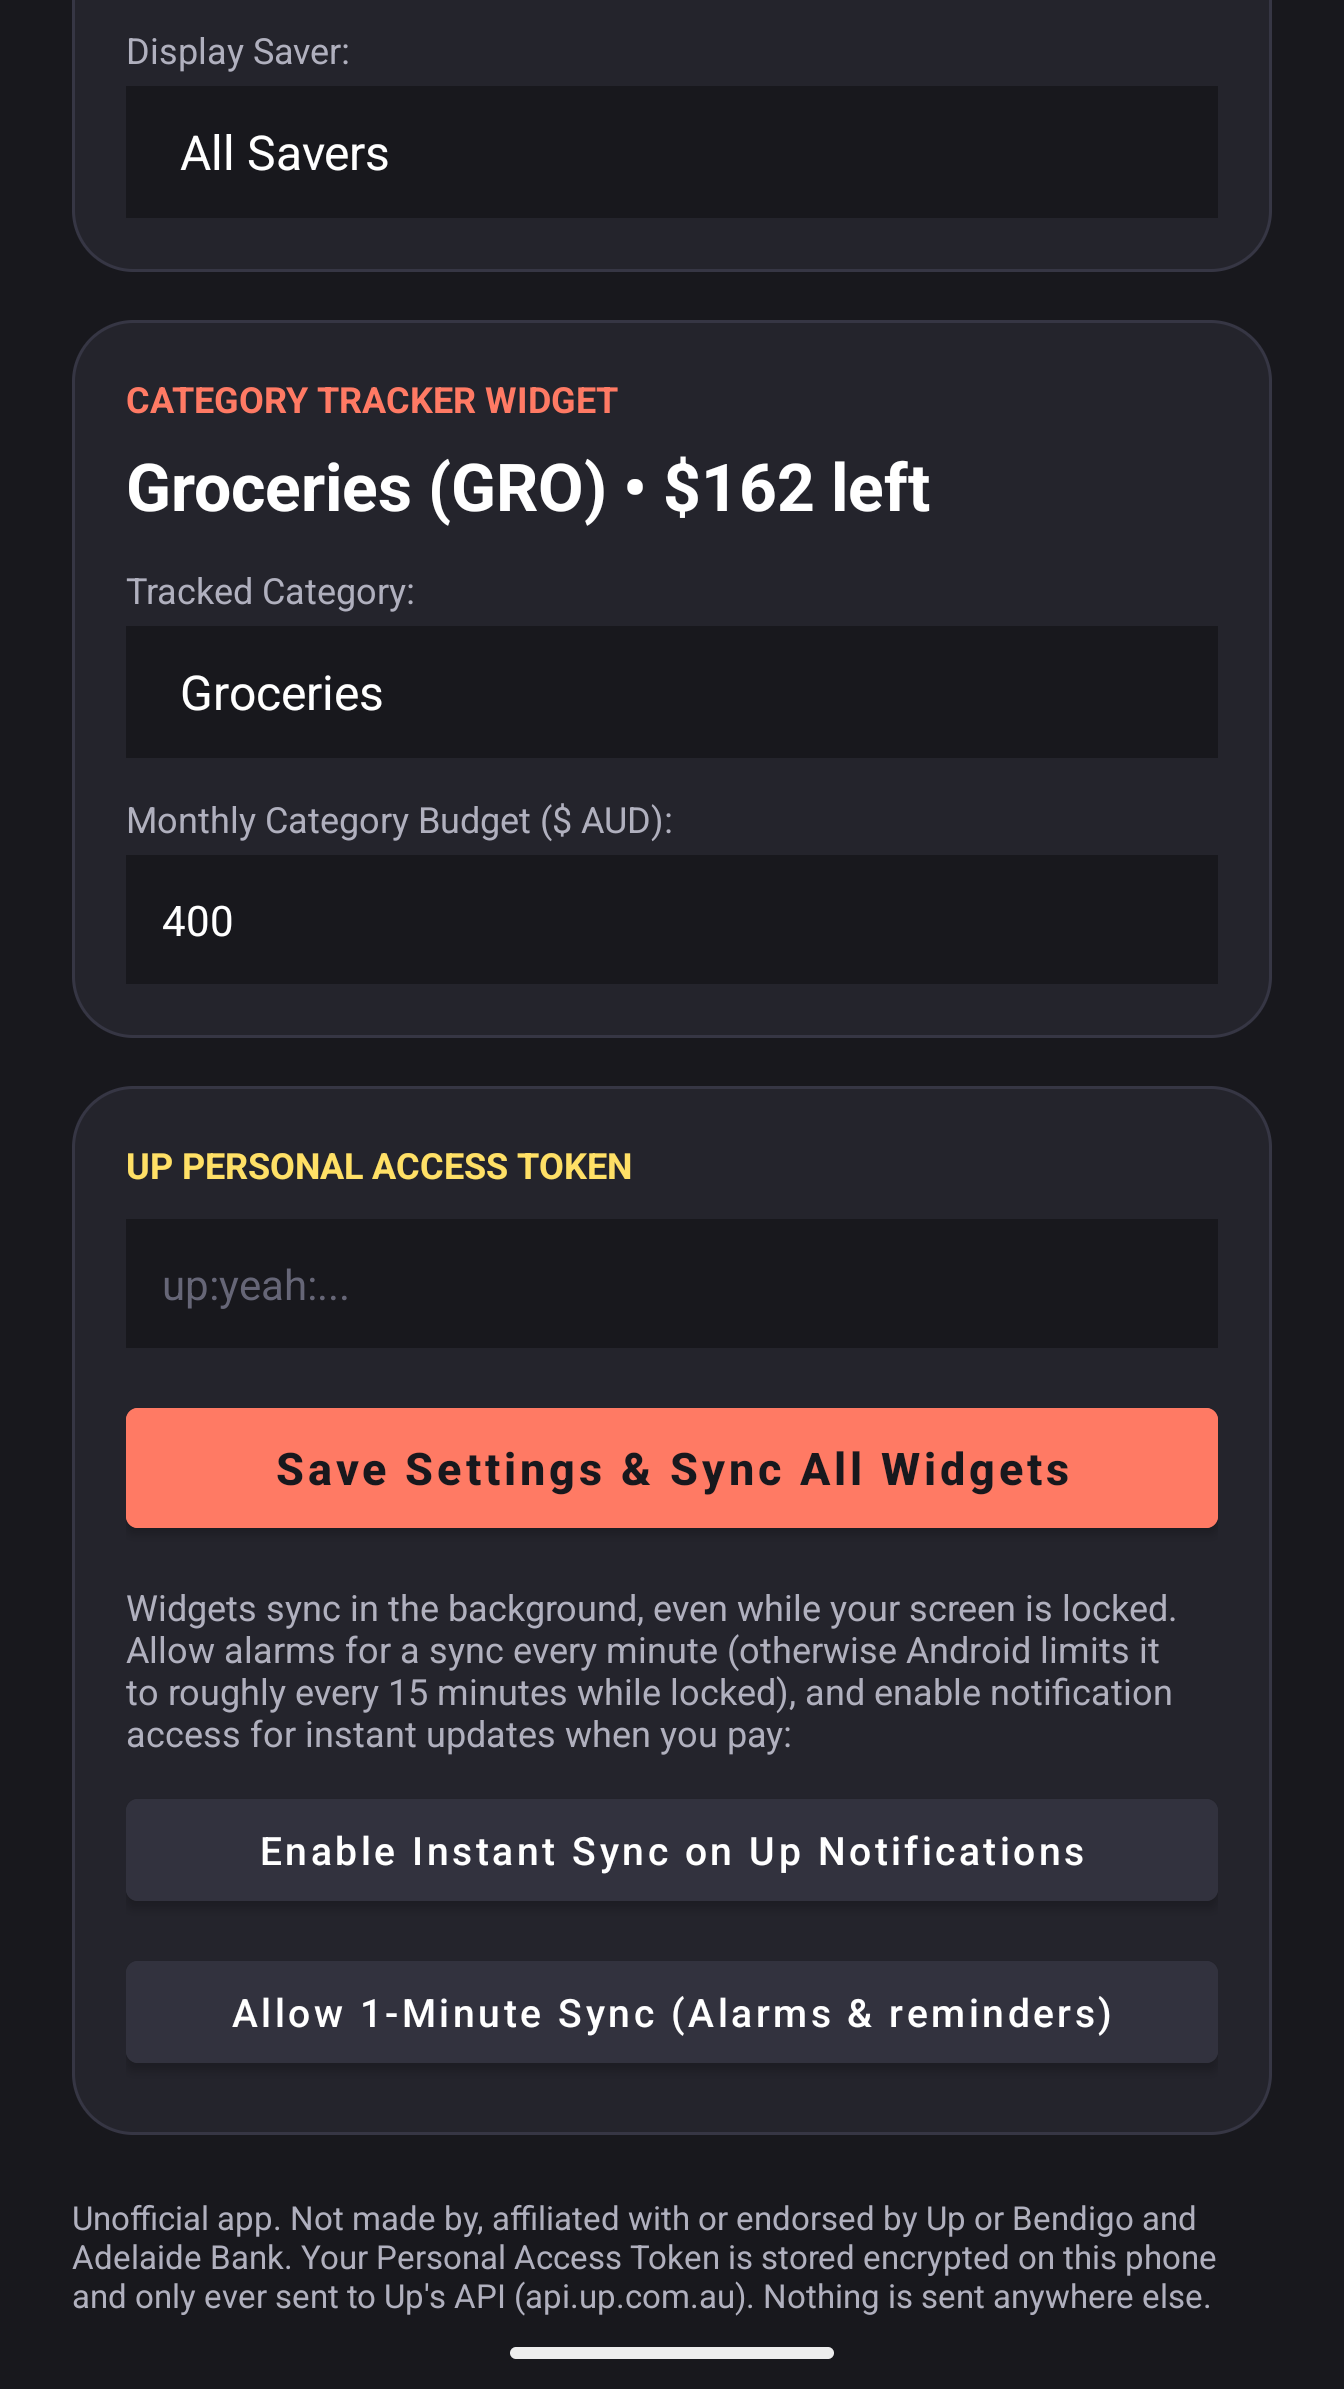 Display Saver:
All Savers
CATEGORY TRACKER WIDGET
Groceries (GRO) • $162 left
Tracked Category:
Groceries
Monthly Category Budget ($ AUD):
400
UP PERSONAL ACCESS TOKEN
up:yeah:...
Save Settings & Sync All Widgets
Widgets sync in the background, even while your screen is locked.
Allow alarms for a sync every minute (otherwise Android limits it
to roughly every 15 minutes while locked), and enable notification
access for instant updates when you pay:
Enable Instant Sync on Up Notifications
Allow 1-Minute Sync (Alarms & reminders)
Unofficial app. Not made by, affiliated with or endorsed by Up or Bendigo and
Adelaide Bank. Your Personal Access Token is stored encrypted on this phone
and only ever sent to Up's API (api.up.com.au). Nothing is sent anywhere else.